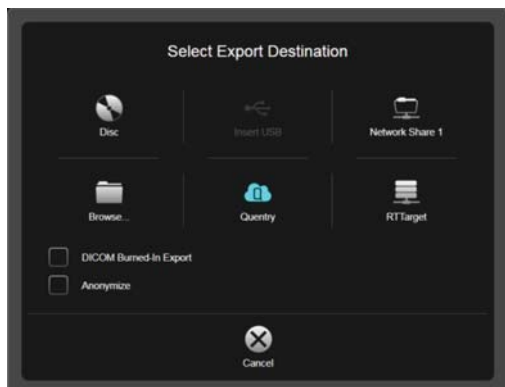 Select Export Destination
Disc
Insert USB
Network Share 1
Browse...
Quentry
RTTarget
DICOM Burned-In Export
Anonymize
Cancel